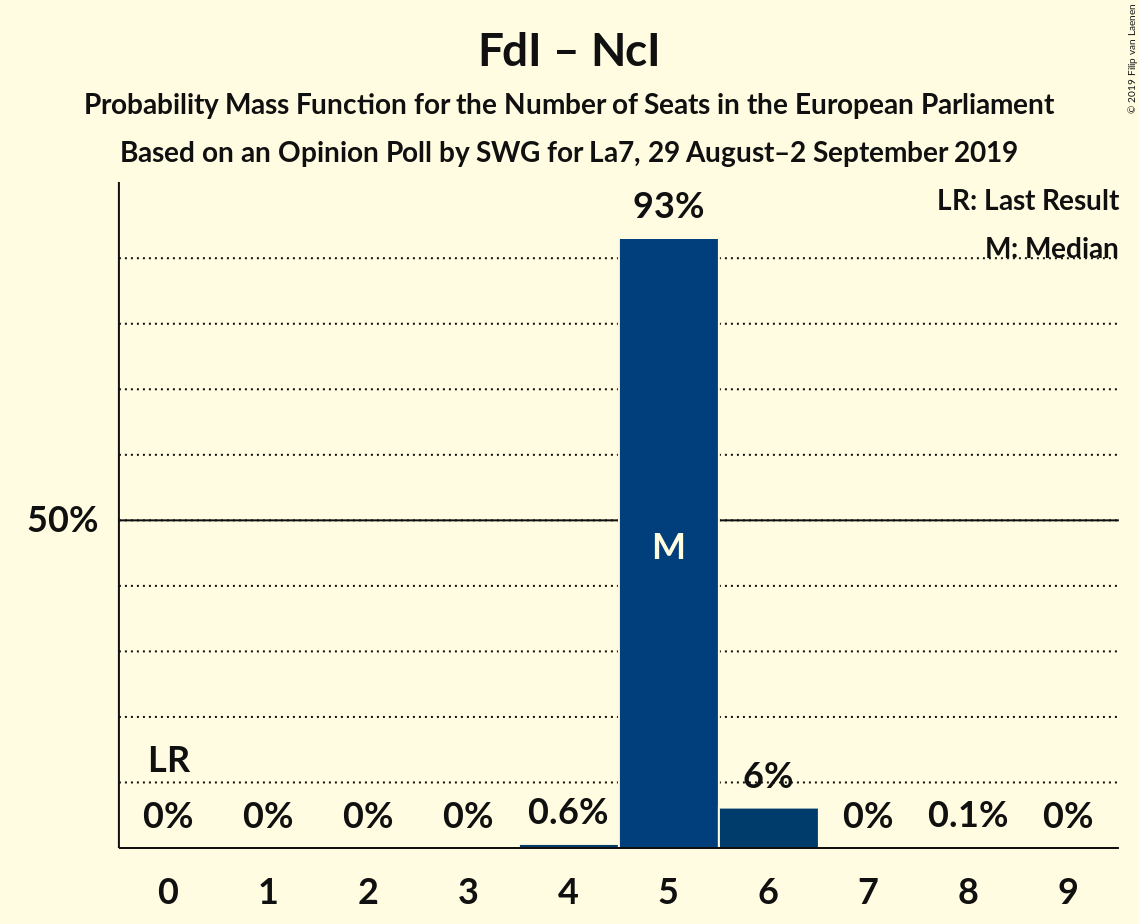 FdI – NcI
Probability Mass Function for the Number of Seats in the European Parliament
Based on an Opinion Poll by SWG for La7, 29 August–2 September 2019
© 2019 Filip van Laenen
LR: Last Result
M: Median
93%
50%
M
LR
6%
0% 0% 0% 0% 0.6% 0% 0.1% 0%
0 1 2 3 4 5 6 7 8 9